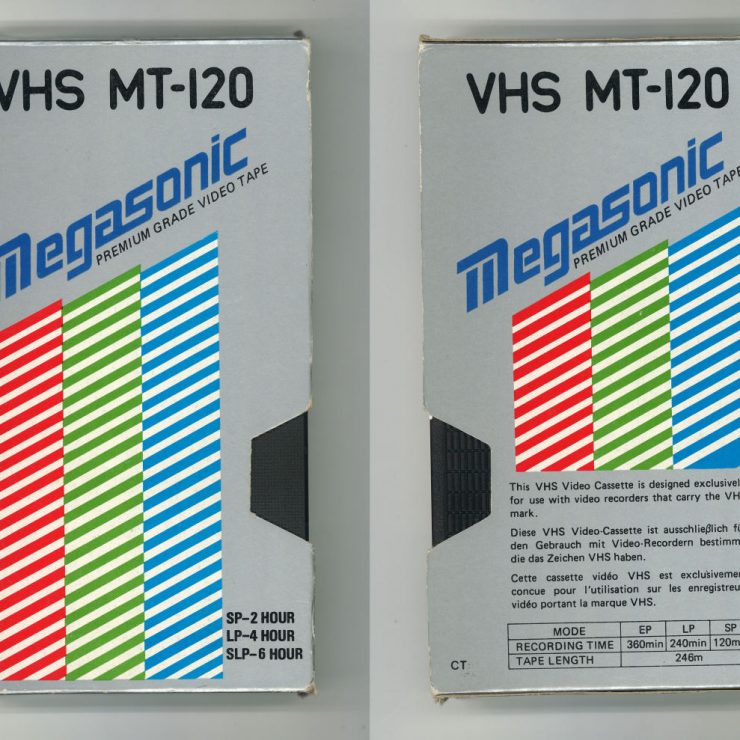 VHS MT-120
megasonic
PREMIUM GRADE VIDEO TAPE
SP-2 HOUR
LP-4 HOUR
SLP-6 HOUR
VHS MT-120
megasonic
PREMIUM GRADE VIDEO TAPE
This VHS Video Cassette is designed exclusivel
for use with video recorders that carry the VH
mark.
Diese VHS Video-Cassette ist ausschließlich fü
den Gebrauch mit Video-Recordern bestimm
die das Zeichen VHS haben.
Cette cassette vidéo VHS est exclusiveme
concue pour l'utilisation sur les enregistreu
vidéo portant la marque VHS.
MODE EP LP SP
RECORDING TIME 360min 240min 120m
TAPE LENGTH 246m
CT